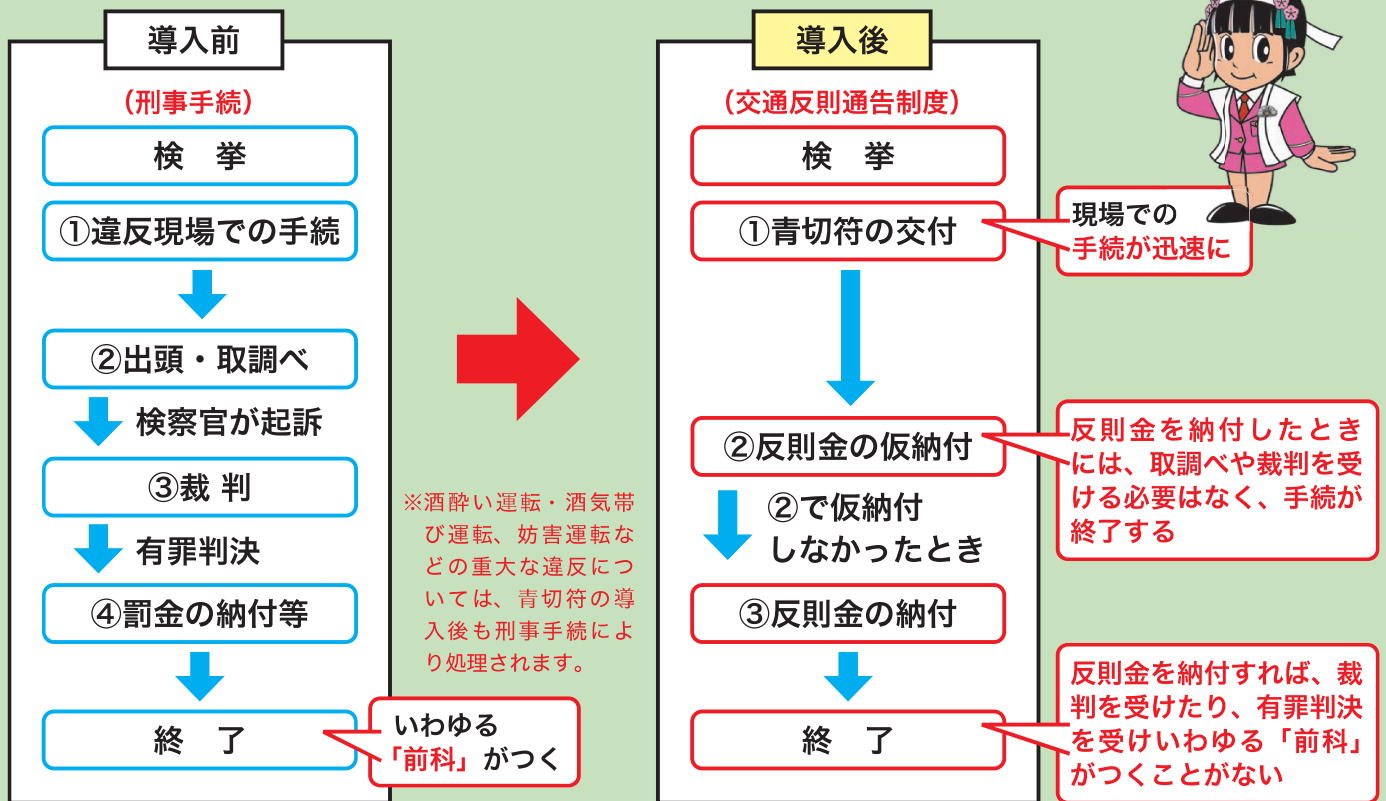 導入前
(刑事手続)
検 挙
①違反現場での手続
②出頭・取調べ
検察官が起訴
③裁 判
有罪判決
④罰金の納付等
終 了
いわゆる
「前科」がつく
※酒酔い運転・酒気帯
び運転、妨害運転な
どの重大な違反につ
いては、青切符の導
入後も刑事手続によ
り処理されます。
導入後
(交通反則通告制度)
検 挙
①青切符の交付
現場での
手続が迅速に
②反則金の仮納付
反則金を納付したとき
には、取調べや裁判を受
ける必要はなく、手続が
終了する
②で仮納付
しなかったとき
③反則金の納付
終 了
反則金を納付すれば、裁
判を受けたり、有罪判決
を受けいわゆる「前科」
がつくことがない